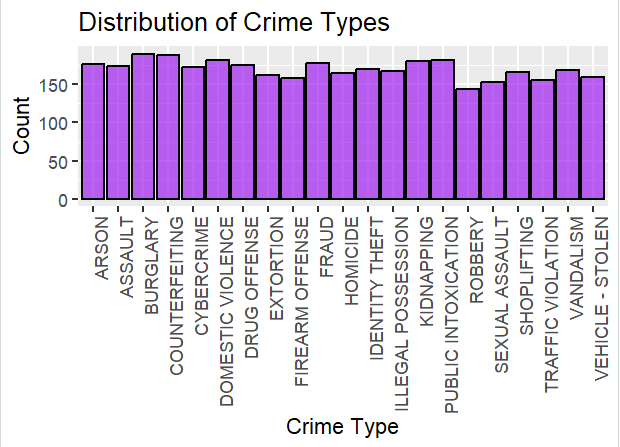 Distribution of Crime Types
Count
150
100
50
0
ARSON
ASSAULT
BURGLARY
COUNTERFEITING
CYBERCRIME
DOMESTIC VIOLENCE
DRUG OFFENSE
EXTORTION
FIREARM OFFENSE
FRAUD
HOMICIDE
IDENTITY THEFT
ILLEGAL POSSESSION
KIDNAPPING
PUBLIC INTOXICATION
ROBBERY
SEXUAL ASSAULT
SHOPLIFTING
TRAFFIC VIOLATION
VANDALISM
VEHICLE - STOLEN
Crime Type